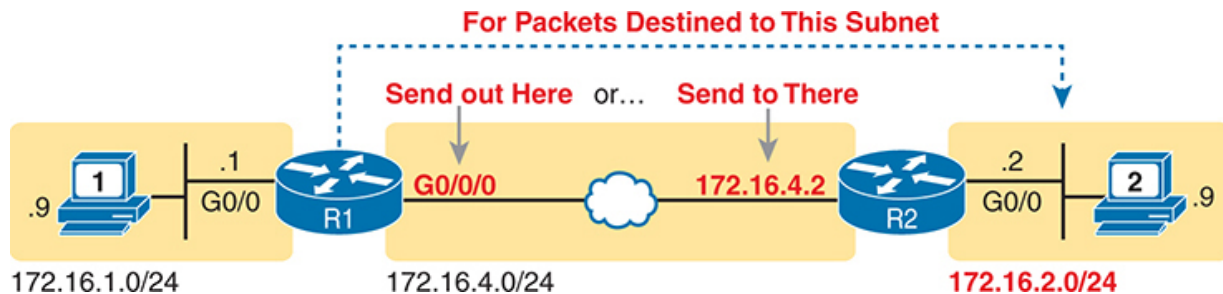 For Packets Destined to This Subnet
Send out Here or... Send to There
1
.9
.1
G0/0
R1
G0/0/0
172.16.4.2
R2
.2
G0/0
2
.9
172.16.1.0/24
172.16.4.0/24
172.16.2.0/24